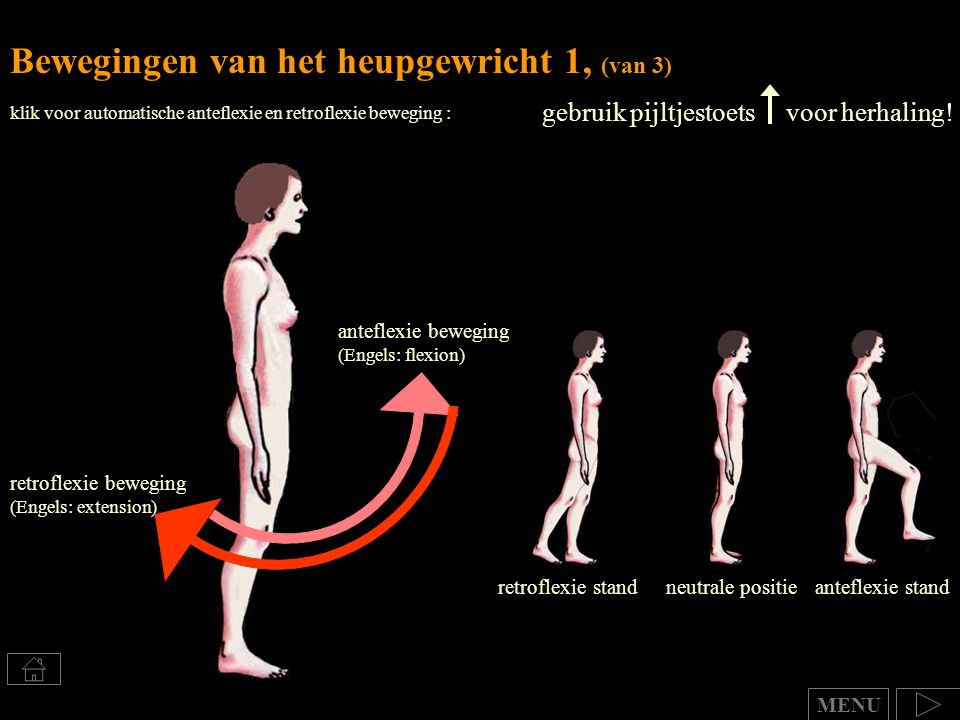 Bewegingen van het heupgewricht 1, (van 3)
klik voor automatische anteflexie en retroflexie beweging :
gebruik pijltjestoets voor herhaling!
anteflexie beweging
(Engels: flexion)
retroflexie beweging
(Engels: extension)
retroflexie stand
neutrale positie
anteflexie stand
MENU